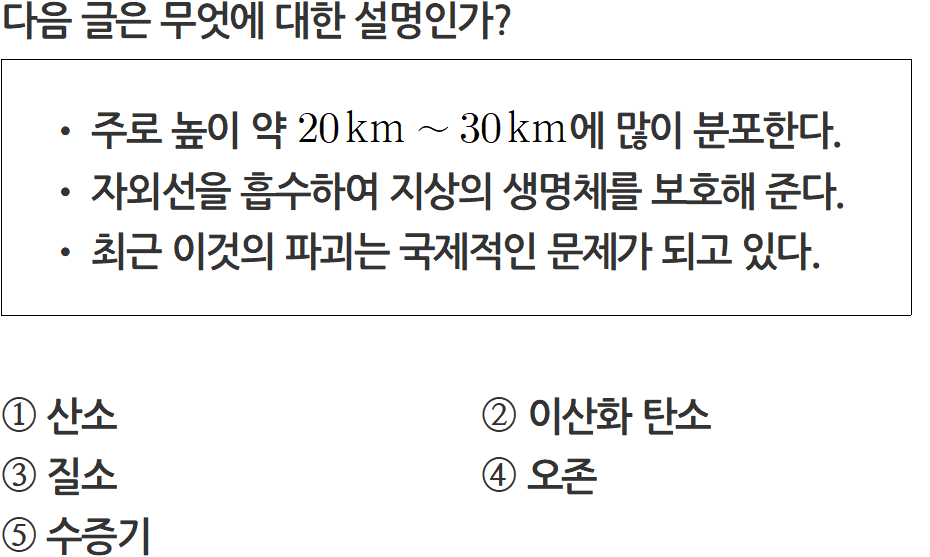 다음 글은 무엇에 대한 설명인가?
• 주로 높이 약 20km ~ 30km에 많이 분포한다.
• 자외선을 흡수하여 지상의 생명체를 보호해 준다.
• 최근 이것의 파괴는 국제적인 문제가 되고 있다.
① 산소 ② 이산화 탄소
③ 질소 ④ 오존
⑤ 수증기